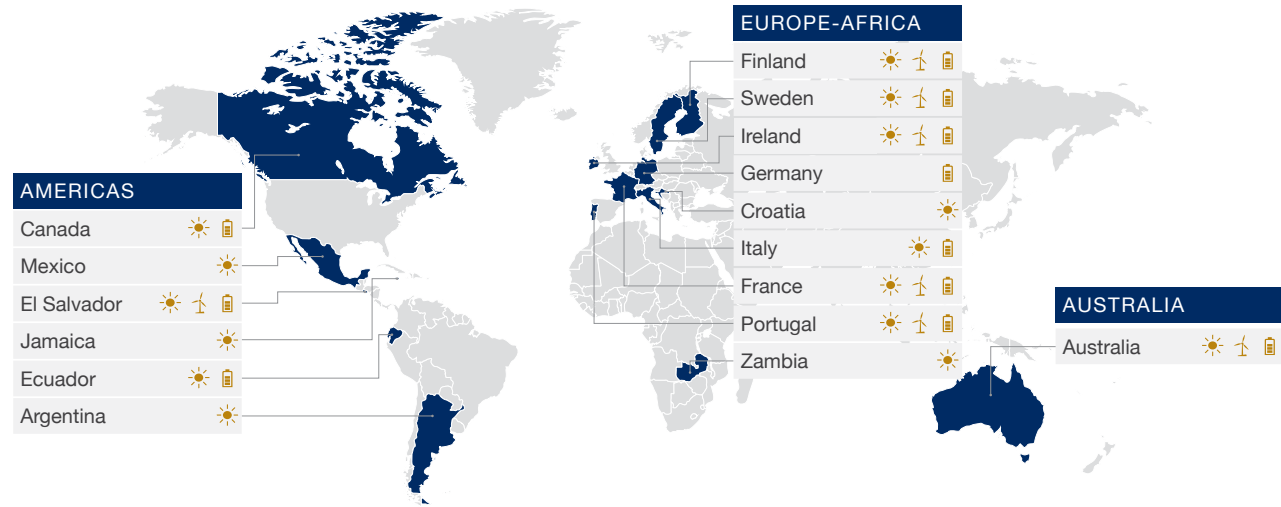 AMERICAS
Canada
Mexico
El Salvador
Jamaica
Ecuador
Argentina
EUROPE-AFRICA
Finland
Sweden
Ireland
Germany
Croatia
Italy
France
Portugal
Zambia
AUSTRALIA
Australia